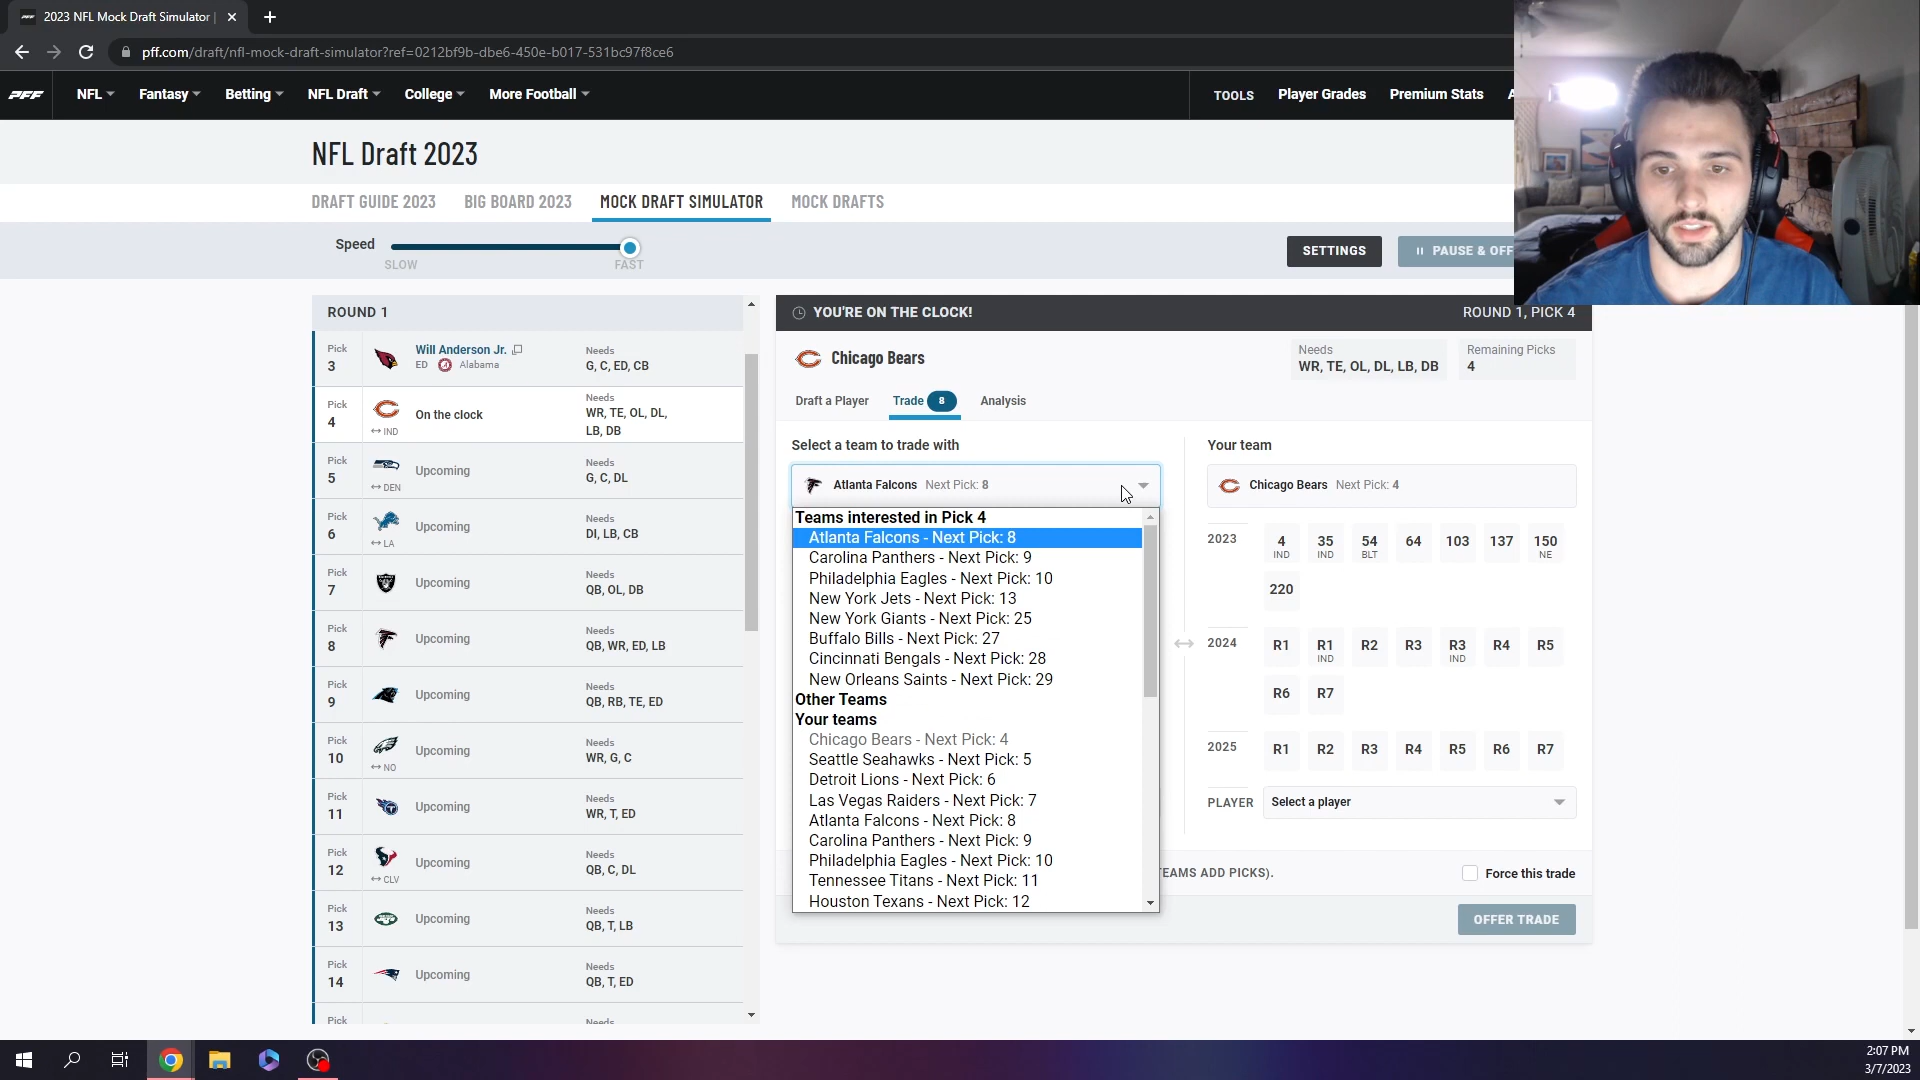 2023 NFL Mock Draft Simulator |
pff.com/draft/nfl-mock-draft-simulator?ref=0212bf9b-dbe6-450e-b017-531bc97f8ce6
PFF NFL Fantasy Betting NFL Draft College More Football TOOLS Player Grades Premium Stats
NFL Draft 2023
DRAFT GUIDE 2023 BIG BOARD 2023 MOCK DRAFT SIMULATOR MOCK DRAFTS
Speed
SLOW FAST
SETTINGS PAUSE & OFF
ROUND 1
Pick 3
Will Anderson Jr.
ED Alabama
Needs
G, C, ED, CB
Pick 4
IND
On the clock
Needs
WR, TE, OL, DL,
LB, DB
Pick 5
DEN
Upcoming
Needs
G, C, DL
Pick 6
LA
Upcoming
Needs
DI, LB, CB
Pick 7
Upcoming
Needs
QB, OL, DB
Pick 8
Upcoming
Needs
QB, WR, ED, LB
Pick 9
Upcoming
Needs
QB, RB, TE, ED
Pick 10
NO
Upcoming
Needs
WR, G, C
Pick 11
Upcoming
Needs
WR, T, ED
Pick 12
CLV
Upcoming
Needs
QB, C, DL
Pick 13
Upcoming
Needs
QB, T, LB
Pick 14
Upcoming
Needs
QB, T, ED
Pick
Needs
YOU'RE ON THE CLOCK! ROUND 1, PICK 4
Chicago Bears
Needs
WR, TE, OL, DL, LB, DB
Remaining Picks
4
Draft a Player Trade 8 Analysis
Select a team to trade with
Atlanta Falcons Next Pick: 8
Teams interested in Pick 4
Atlanta Falcons - Next Pick: 8
Carolina Panthers - Next Pick: 9
Philadelphia Eagles - Next Pick: 10
New York Jets - Next Pick: 13
New York Giants - Next Pick: 25
Buffalo Bills - Next Pick: 27
Cincinnati Bengals - Next Pick: 28
New Orleans Saints - Next Pick: 29
Other Teams
Your teams
Chicago Bears - Next Pick: 4
Seattle Seahawks - Next Pick: 5
Detroit Lions - Next Pick: 6
Las Vegas Raiders - Next Pick: 7
Atlanta Falcons - Next Pick: 8
Carolina Panthers - Next Pick: 9
Philadelphia Eagles - Next Pick: 10
Tennessee Titans - Next Pick: 11
Houston Texans - Next Pick: 12
Your team
Chicago Bears Next Pick: 4
2023 4 IND 35 IND 54 BLT 64 103 137 150 NE
220
2024 R1 R1 IND R2 R3 R3 IND R4 R5
R6 R7
2025 R1 R2 R3 R4 R5 R6 R7
PLAYER Select a player
EAMS ADD PICKS). Force this trade
OFFER TRADE
2:07 PM
3/7/2023